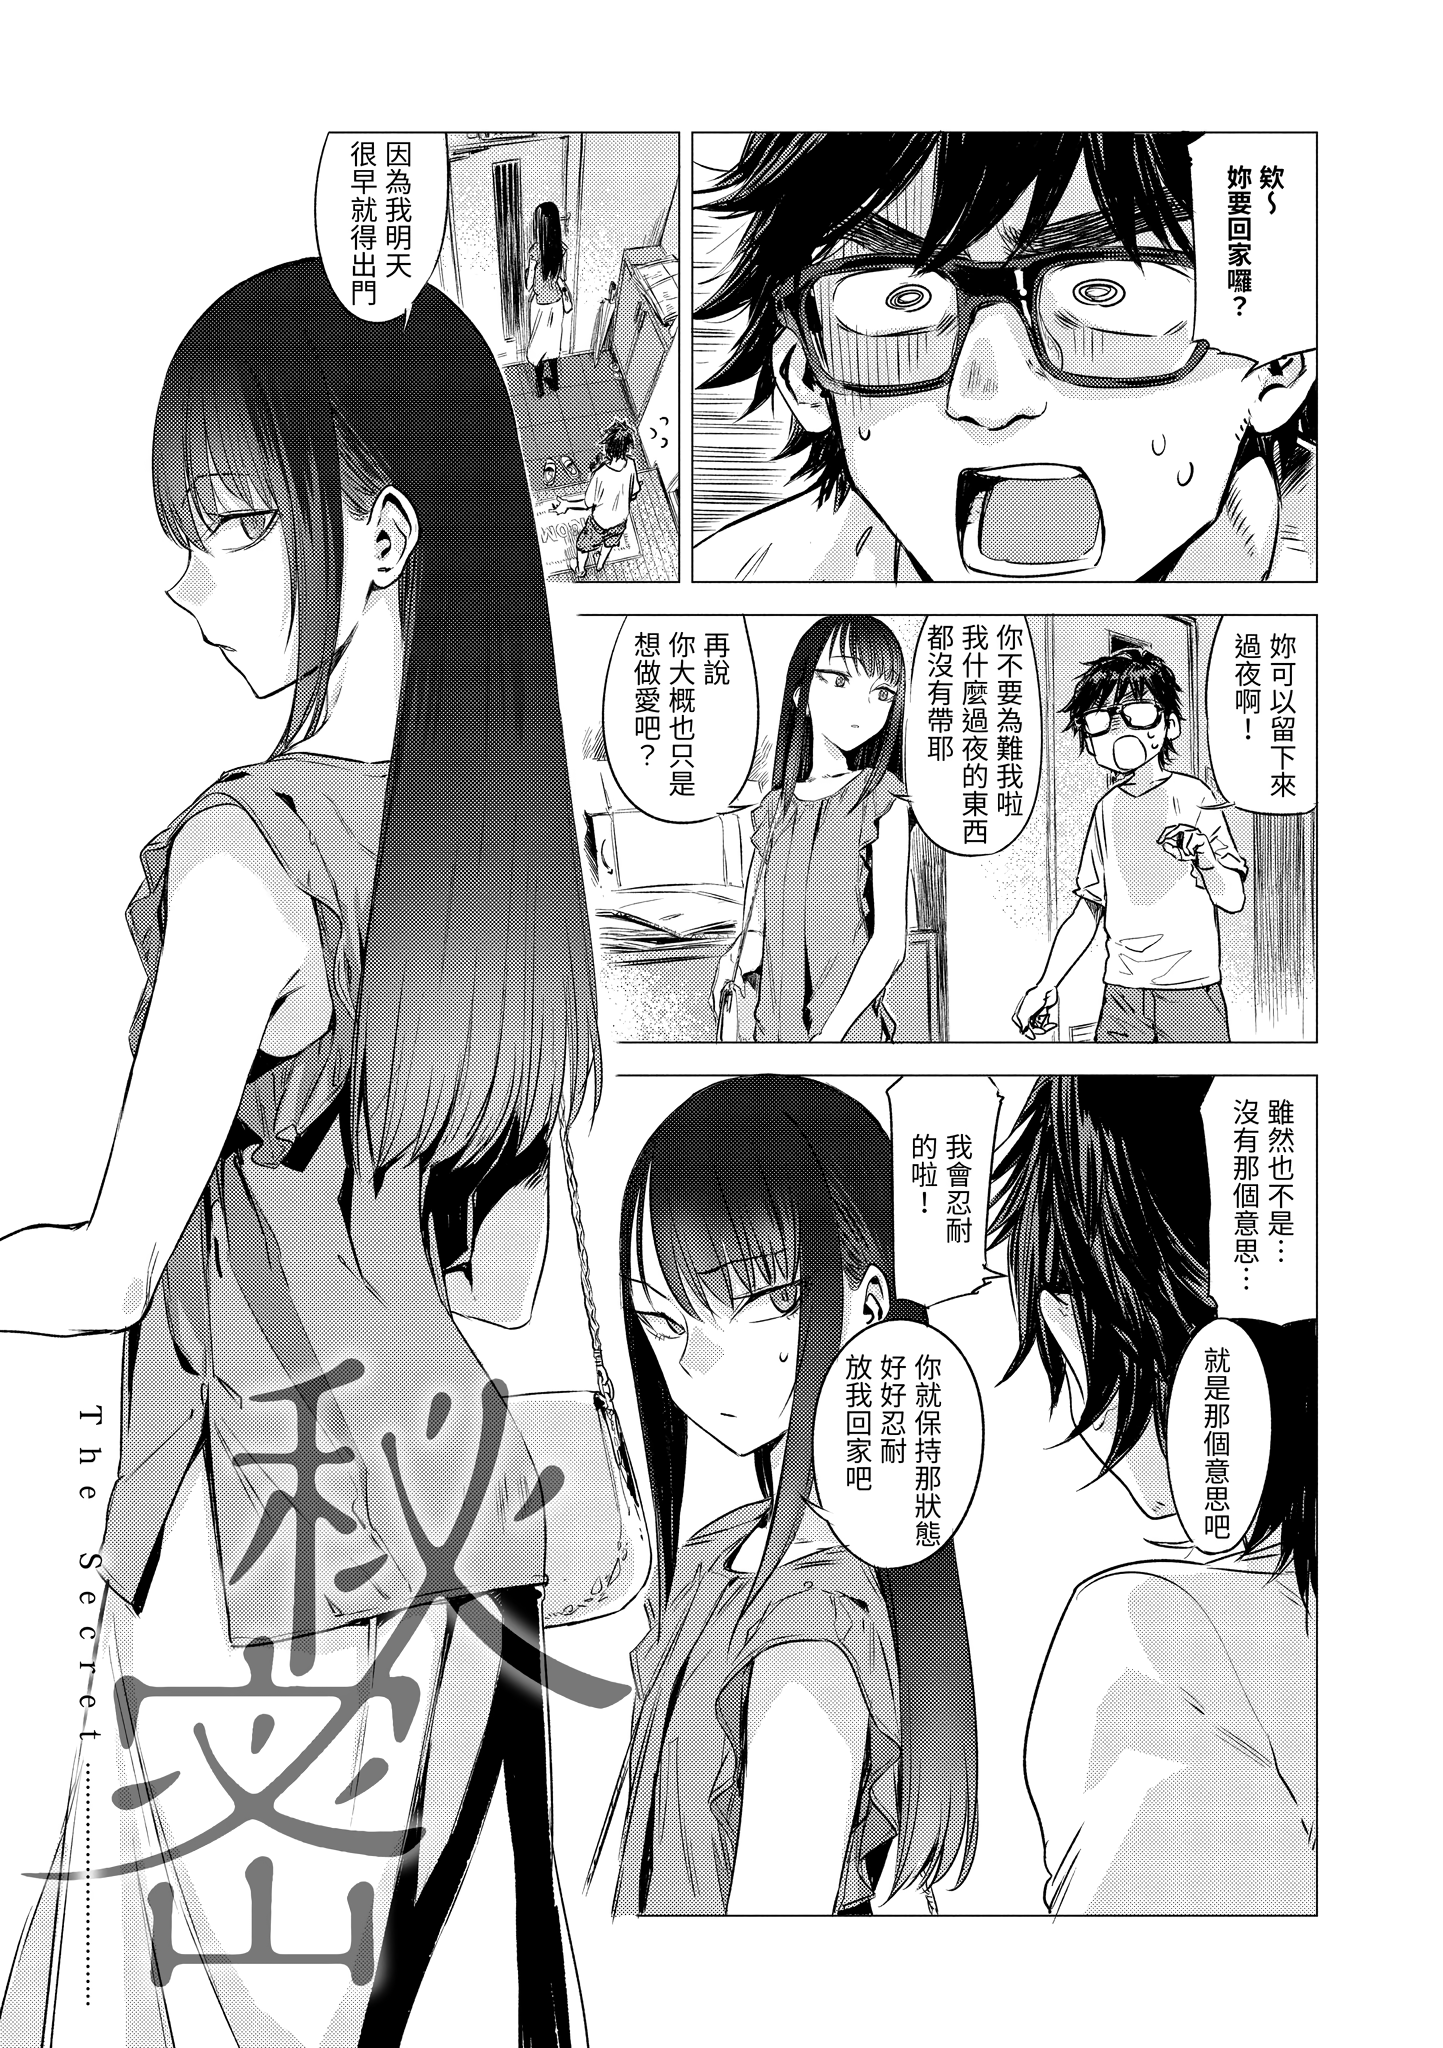 欸～
妳要回家囉？
因為我明天
很早就得出門
妳可以留下來
過夜啊！
你不要為難我啦
我什麼過夜的東西
都沒有帶耶
再說
你大概也只是
想做愛吧？
雖然也不是…
沒有那個意思…
就是那個意思吧
我會忍耐
的啦！
你就保持那狀態
好好忍耐
放我回家吧
秘密
The Secret